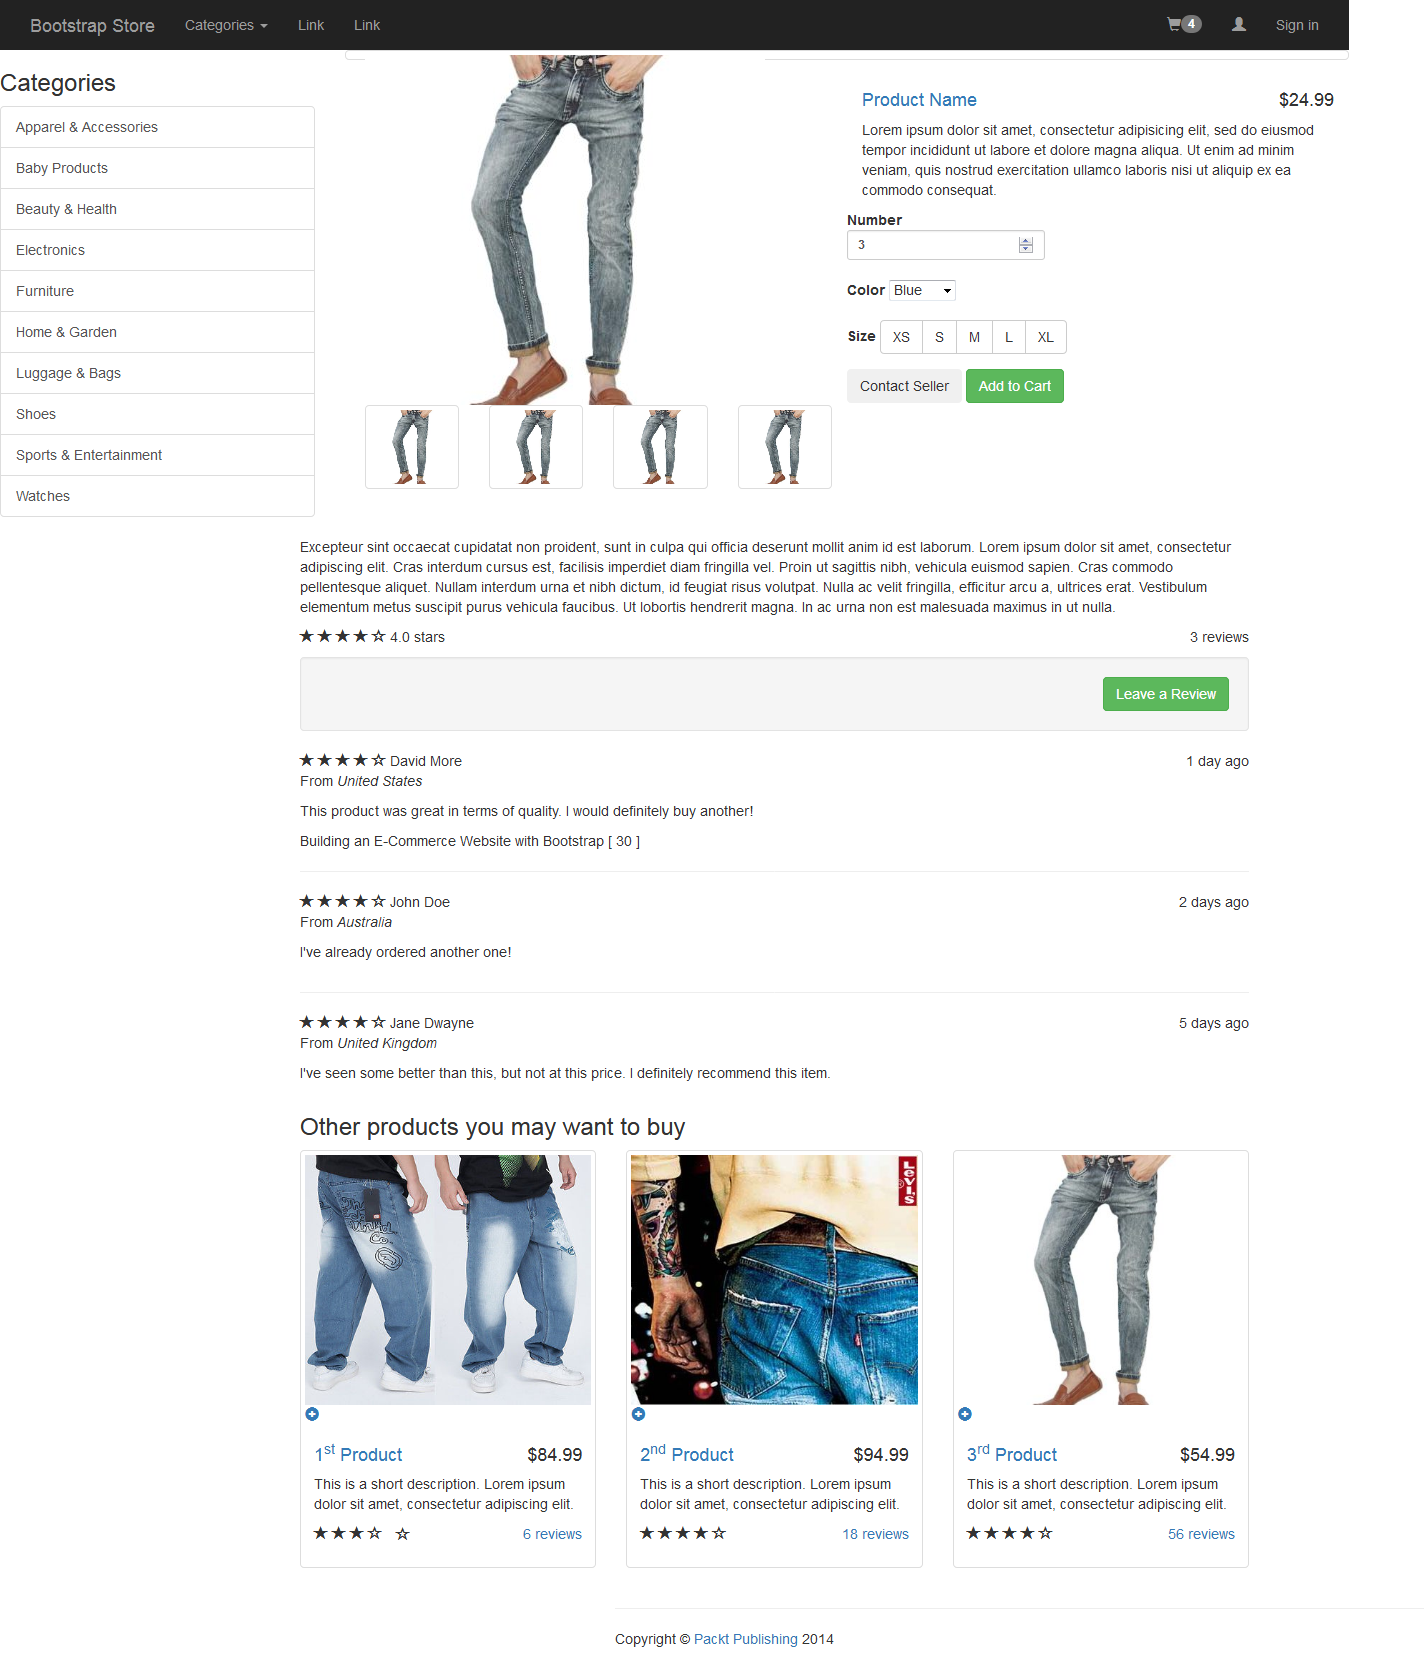 Bootstrap Store Categories Link Link 4 Sign in
Categories
Apparel & Accessories
Baby Products
Beauty & Health
Electronics
Furniture
Home & Garden
Luggage & Bags
Shoes
Sports & Entertainment
Watches
Product Name $24.99
Lorem ipsum dolor sit amet, consectetur adipisicing elit, sed do eiusmod
tempor incididunt ut labore et dolore magna aliqua. Ut enim ad minim
veniam, quis nostrud exercitation ullamco laboris nisi ut aliquip ex ea
commodo consequat.
Number
3
Color Blue
Size XS S M L XL
Contact Seller Add to Cart
Excepteur sint occaecat cupidatat non proident, sunt in culpa qui officia deserunt mollit anim id est laborum. Lorem ipsum dolor sit amet, consectetur
adipiscing elit. Cras interdum cursus est, facilisis imperdiet diam fringilla vel. Proin ut sagittis nibh, vehicula euismod sapien. Cras commodo
pellentesque aliquet. Nullam interdum urna et nibh dictum, id feugiat risus volutpat. Nulla ac velit fringilla, efficitur arcu a, ultrices erat. Vestibulum
elementum metus suscipit purus vehicula faucibus. Ut lobortis hendrerit magna. In ac urna non est malesuada maximus in ut nulla.
★★★★☆ 4.0 stars 3 reviews
Leave a Review
★★★★☆ David More 1 day ago
From United States
This product was great in terms of quality. I would definitely buy another!
Building an E-Commerce Website with Bootstrap [ 30 ]
★★★★☆ John Doe 2 days ago
From Australia
I've already ordered another one!
★★★★☆ Jane Dwayne 5 days ago
From United Kingdom
I've seen some better than this, but not at this price. I definitely recommend this item.
Other products you may want to buy
Levi's
1st Product $84.99
This is a short description. Lorem ipsum
dolor sit amet, consectetur adipiscing elit.
★★★☆ ☆ 6 reviews
2nd Product $94.99
This is a short description. Lorem ipsum
dolor sit amet, consectetur adipiscing elit.
★★★★☆ 18 reviews
3rd Product $54.99
This is a short description. Lorem ipsum
dolor sit amet, consectetur adipiscing elit.
★★★★☆ 56 reviews
Copyright © Packt Publishing 2014